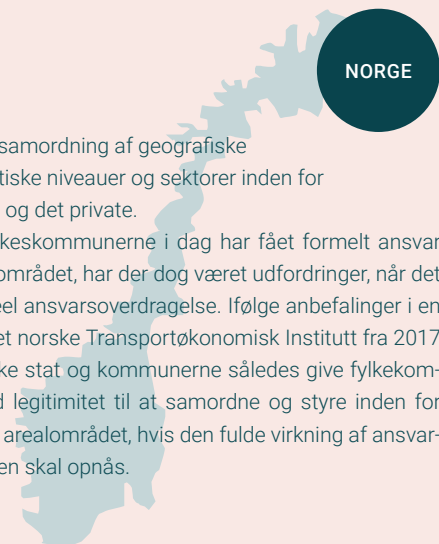 NORGE
samordning af geografiske
tiske niveauer og sektorer inden for
og det private.
keskommunerne i dag har fået formelt ansvar
området, har der dog været udfordringer, når det
eel ansvarsoverdragelse. Ifølge anbefalinger i en
et norske Transportøkonomisk Institutt fra 2017
ke stat og kommunerne således give fylkekom-
d legitimitet til at samordne og styre inden for
arealområdet, hvis den fulde virkning af ansvar-
en skal opnås.